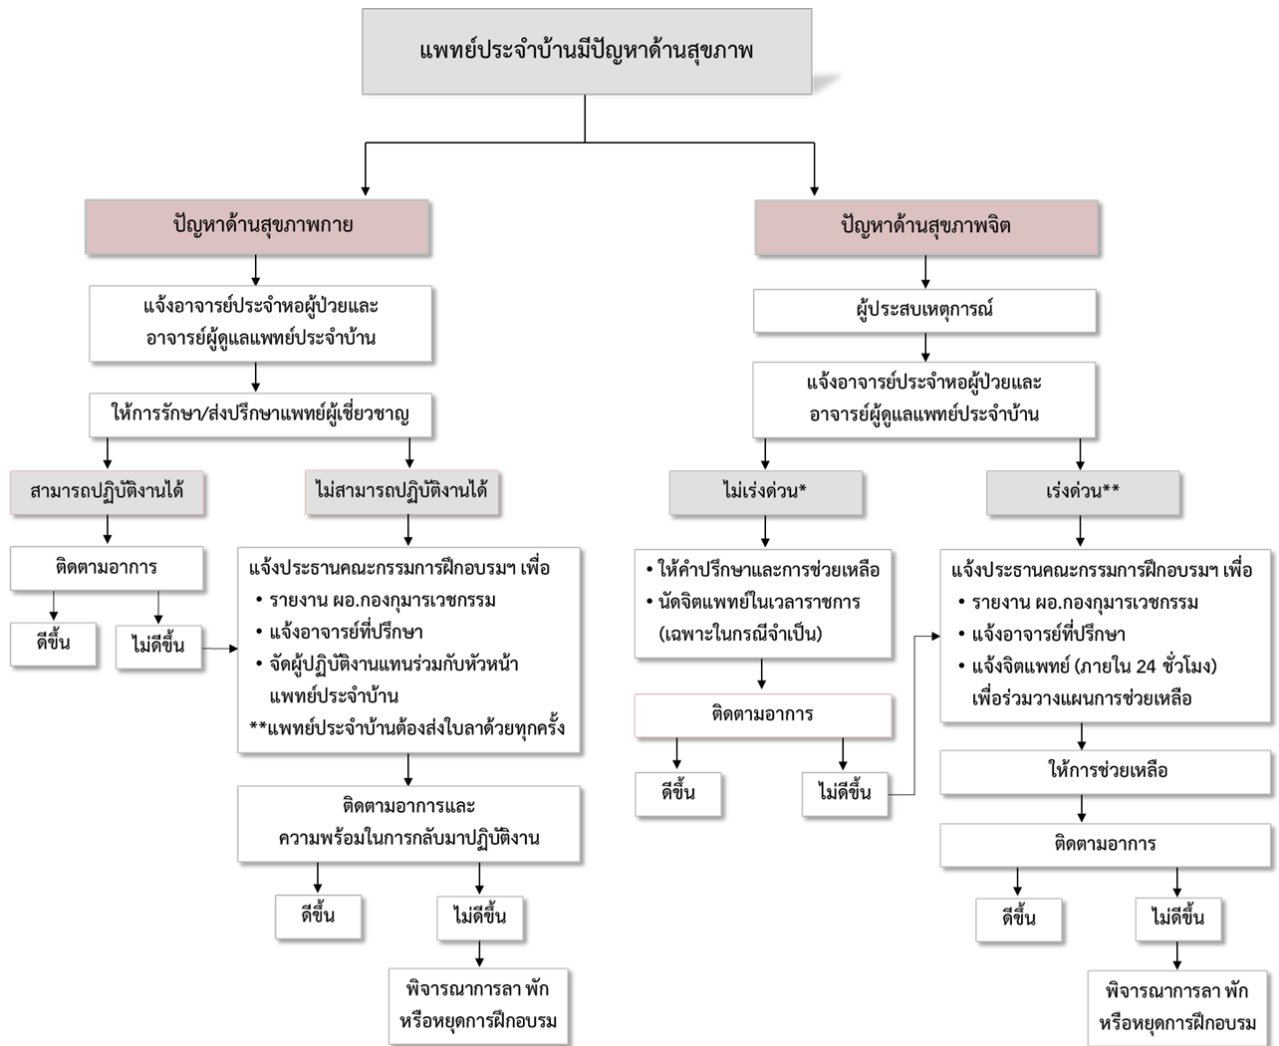 แพทย์ประจำบ้านมีปัญหาด้านสุขภาพ
ปัญหาด้านสุขภาพกาย
แจ้งอาจารย์ประจำหอผู้ป่วยและ
อาจารย์ผู้ดูแลแพทย์ประจำบ้าน
ให้การรักษา/ส่งปรึกษาแพทย์ผู้เชี่ยวชาญ
สามารถปฏิบัติงานได้
ไม่สามารถปฏิบัติงานได้
ติดตามอาการ
ดีขึ้น
ไม่ดีขึ้น
แจ้งประธานคณะกรรมการฝึกอบรมฯ เพื่อ
• รายงาน ผอ.กองกุมารเวชกรรม
• แจ้งอาจารย์ที่ปรึกษา
• จัดผู้ปฏิบัติงานแทนร่วมกับหัวหน้า
แพทย์ประจำบ้าน
**แพทย์ประจำบ้านต้องส่งใบลาด้วยทุกครั้ง
ติดตามอาการและ
ความพร้อมในการกลับมาปฏิบัติงาน
ดีขึ้น
ไม่ดีขึ้น
พิจารณาการลา พัก
หรือหยุดการฝึกอบรม
ปัญหาด้านสุขภาพจิต
ผู้ประสบเหตุการณ์
แจ้งอาจารย์ประจำหอผู้ป่วยและ
อาจารย์ผู้ดูแลแพทย์ประจำบ้าน
ไม่เร่งด่วน*
เร่งด่วน**
• ให้คำปรึกษาและการช่วยเหลือ
• นัดจิตแพทย์ในเวลาราชการ
(เฉพาะในกรณีจำเป็น)
ติดตามอาการ
ดีขึ้น
ไม่ดีขึ้น
แจ้งประธานคณะกรรมการฝึกอบรมฯ เพื่อ
• รายงาน ผอ.กองกุมารเวชกรรม
• แจ้งอาจารย์ที่ปรึกษา
• แจ้งจิตแพทย์ (ภายใน 24 ชั่วโมง)
เพื่อร่วมวางแผนการช่วยเหลือ
ให้การช่วยเหลือ
ติดตามอาการ
ดีขึ้น
ไม่ดีขึ้น
พิจารณาการลา พัก
หรือหยุดการฝึกอบรม